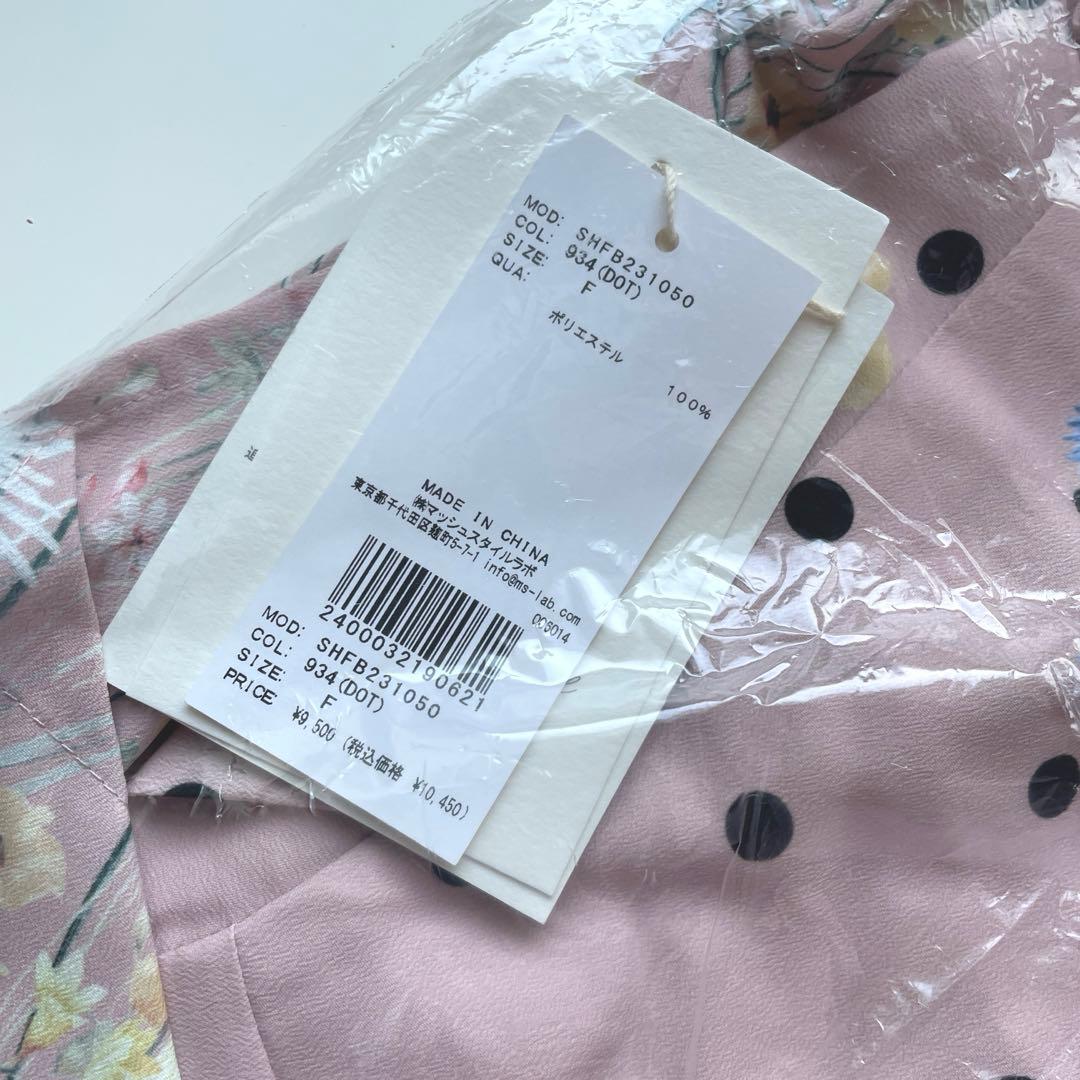 MOD: SHFB231050
COL: 934(DOT)
SIZE: F
QUA:
ポリエステル
100%
MADE IN CHINA
㈱マッシュスタイルラボ
東京都千代田区麹町5-7-1 info@ms-lab.com
006014
2400032190621
MOD: SHFB231050
COL: 934(DOT)
SIZE: F
PRICE ¥9,500 (税込価格 ¥10,450)
e